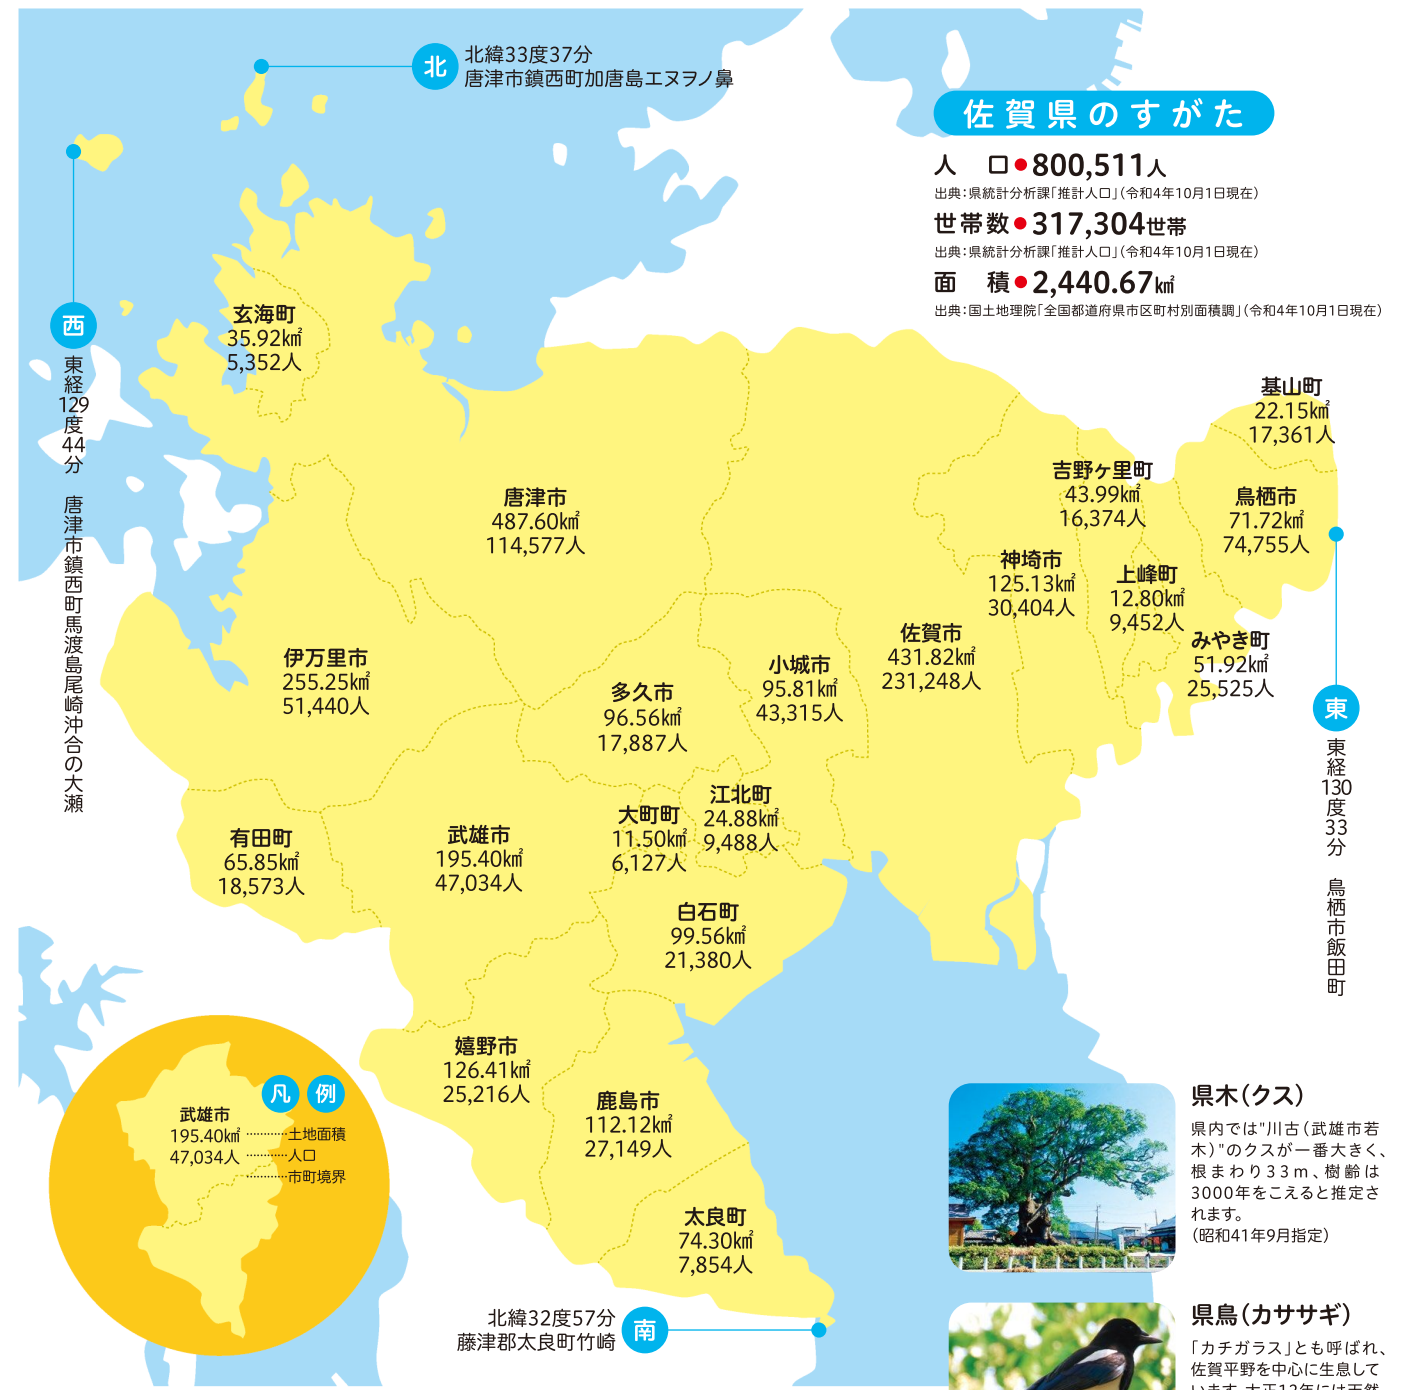 北
北緯33度37分
唐津市鎮西町加唐島エヌヲノ鼻
佐賀県のすがた
人　口●800,511人
出典：県統計分析課「推計人口」（令和4年10月1日現在）
世帯数●317,304世帯
出典：県統計分析課「推計人口」（令和4年10月1日現在）
面　積●2,440.67㎢
出典：国土地理院「全国都道府県市区町村別面積調」（令和4年10月1日現在）
西
東経129度44分　唐津市鎮西町馬渡島尾崎沖合の大瀬
玄海町
35.92㎢
5,352人
基山町
22.15㎢
17,361人
吉野ヶ里町
43.99㎢
16,374人
鳥栖市
71.72㎢
74,755人
唐津市
487.60㎢
114,577人
神埼市
125.13㎢
30,404人
上峰町
12.80㎢
9,452人
みやき町
51.92㎢
25,525人
佐賀市
431.82㎢
231,248人
小城市
95.81㎢
43,315人
伊万里市
255.25㎢
51,440人
多久市
96.56㎢
17,887人
東
東経130度33分　鳥栖市飯田町
江北町
24.88㎢
9,488人
大町町
11.50㎢
6,127人
有田町
65.85㎢
18,573人
武雄市
195.40㎢
47,034人
白石町
99.56㎢
21,380人
嬉野市
126.41㎢
25,216人
鹿島市
112.12㎢
27,149人
太良町
74.30㎢
7,854人
凡例
武雄市
195.40㎢…………土地面積
47,034人…………人口
…………市町境界
北緯32度57分
藤津郡太良町竹崎
南
県木（クス）
県内では"川古（武雄市若
木）"のクスが一番大きく、
根まわり33ｍ、樹齢は
3000年をこえると推定さ
れます。
（昭和41年9月指定）
県鳥（カササギ）
「カチガラス」とも呼ばれ、
佐賀平野を中心に生息して